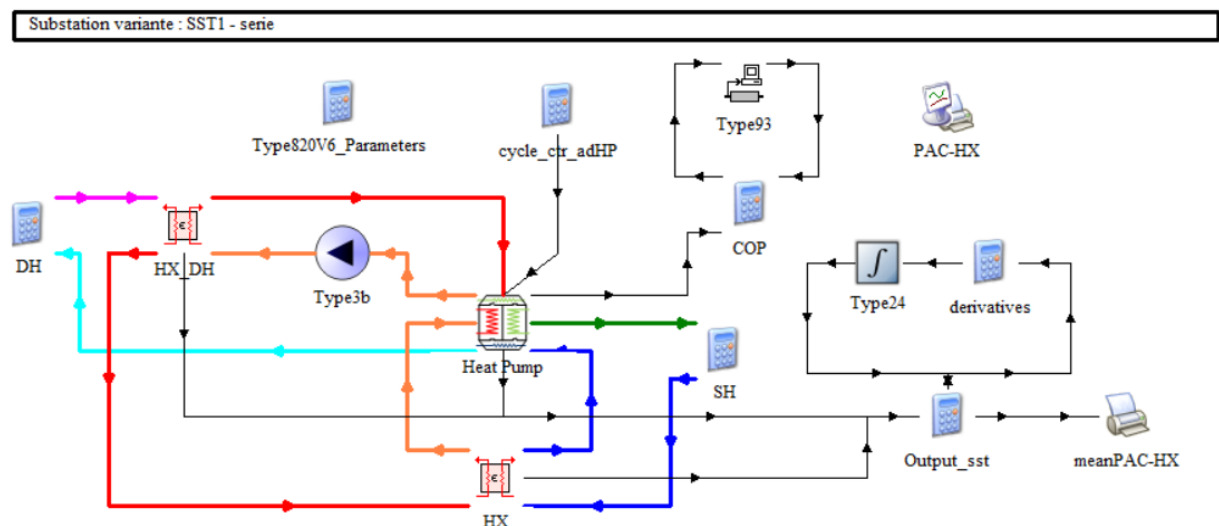 Substation variante : SST1 - serie
Type93
PAC-HX
Type820V6_Parameters
cycle_ctr_adHP
DH
HX_DH
Type3b
COP
Type24
derivatives
Heat Pump
SH
Output_sst
meanPAC-HX
HX
ε
ε